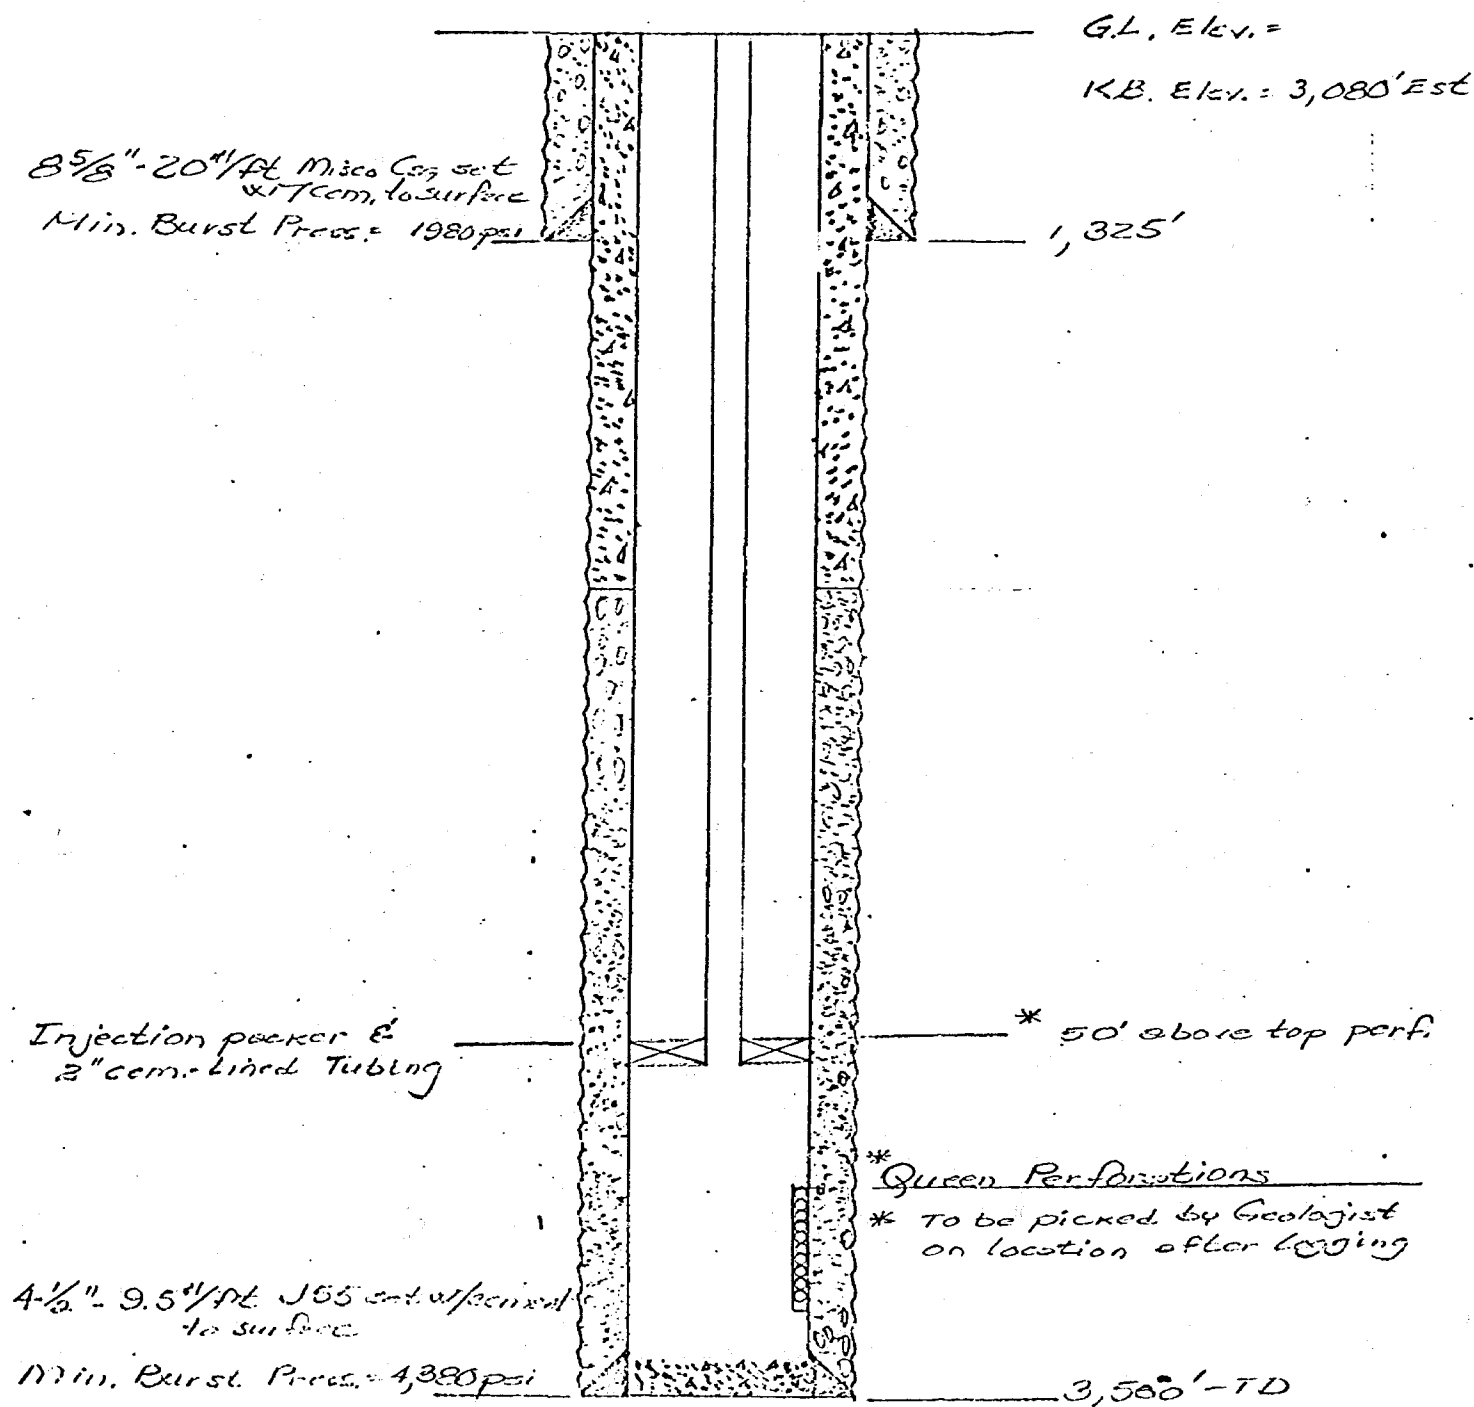 G.L. Elev. =
K.B. Elev. = 3,080' Est
8 5/8" - 20#/ft Misco Csg set
w/ cem. to surface
Min. Burst Press. = 1980 psi
1,325'
Injection packer &
2" cem.-Lined Tubing
* 50' above top perf.
* Queen Perforations
* To be picked by Geologist
on location after logging
4-1/2" - 9.5#/ft J55 set w/cement
to surface
Min. Burst Press. = 4,380 psi
3,500' - TD